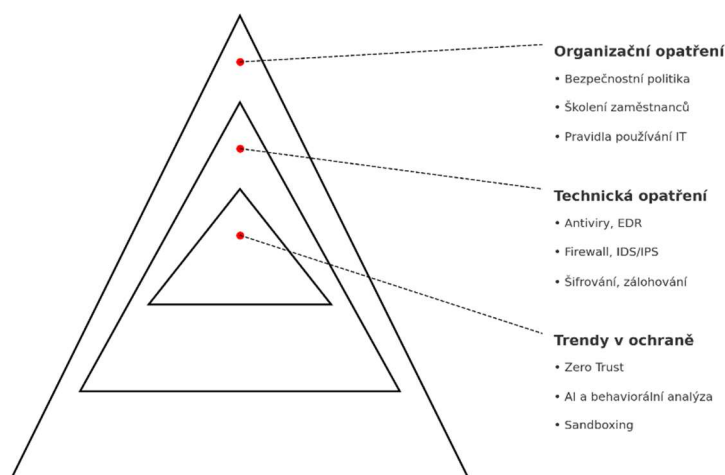 Organizační opatření
• Bezpečnostní politika
• Školení zaměstnanců
• Pravidla používání IT
Technická opatření
• Antiviry, EDR
• Firewall, IDS/IPS
• Šifrování, zálohování
Trendy v ochraně
• Zero Trust
• AI a behaviorální analýza
• Sandboxing